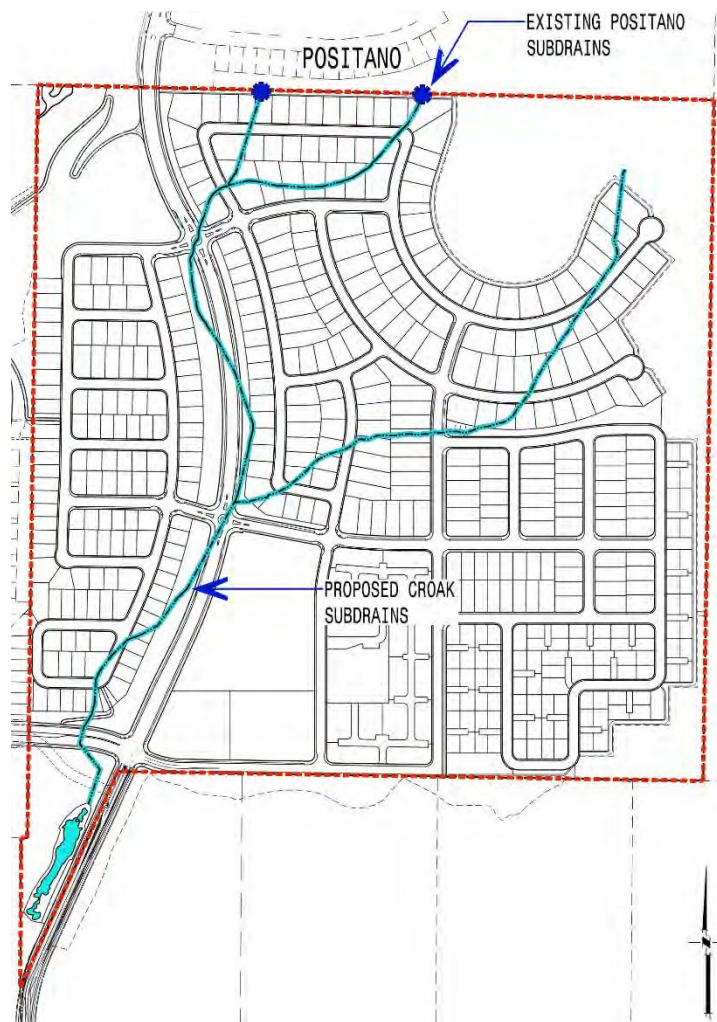 EXISTING POSITANO
SUBDRAINS
POSITANO
PROPOSED CROAK
SUBDRAINS